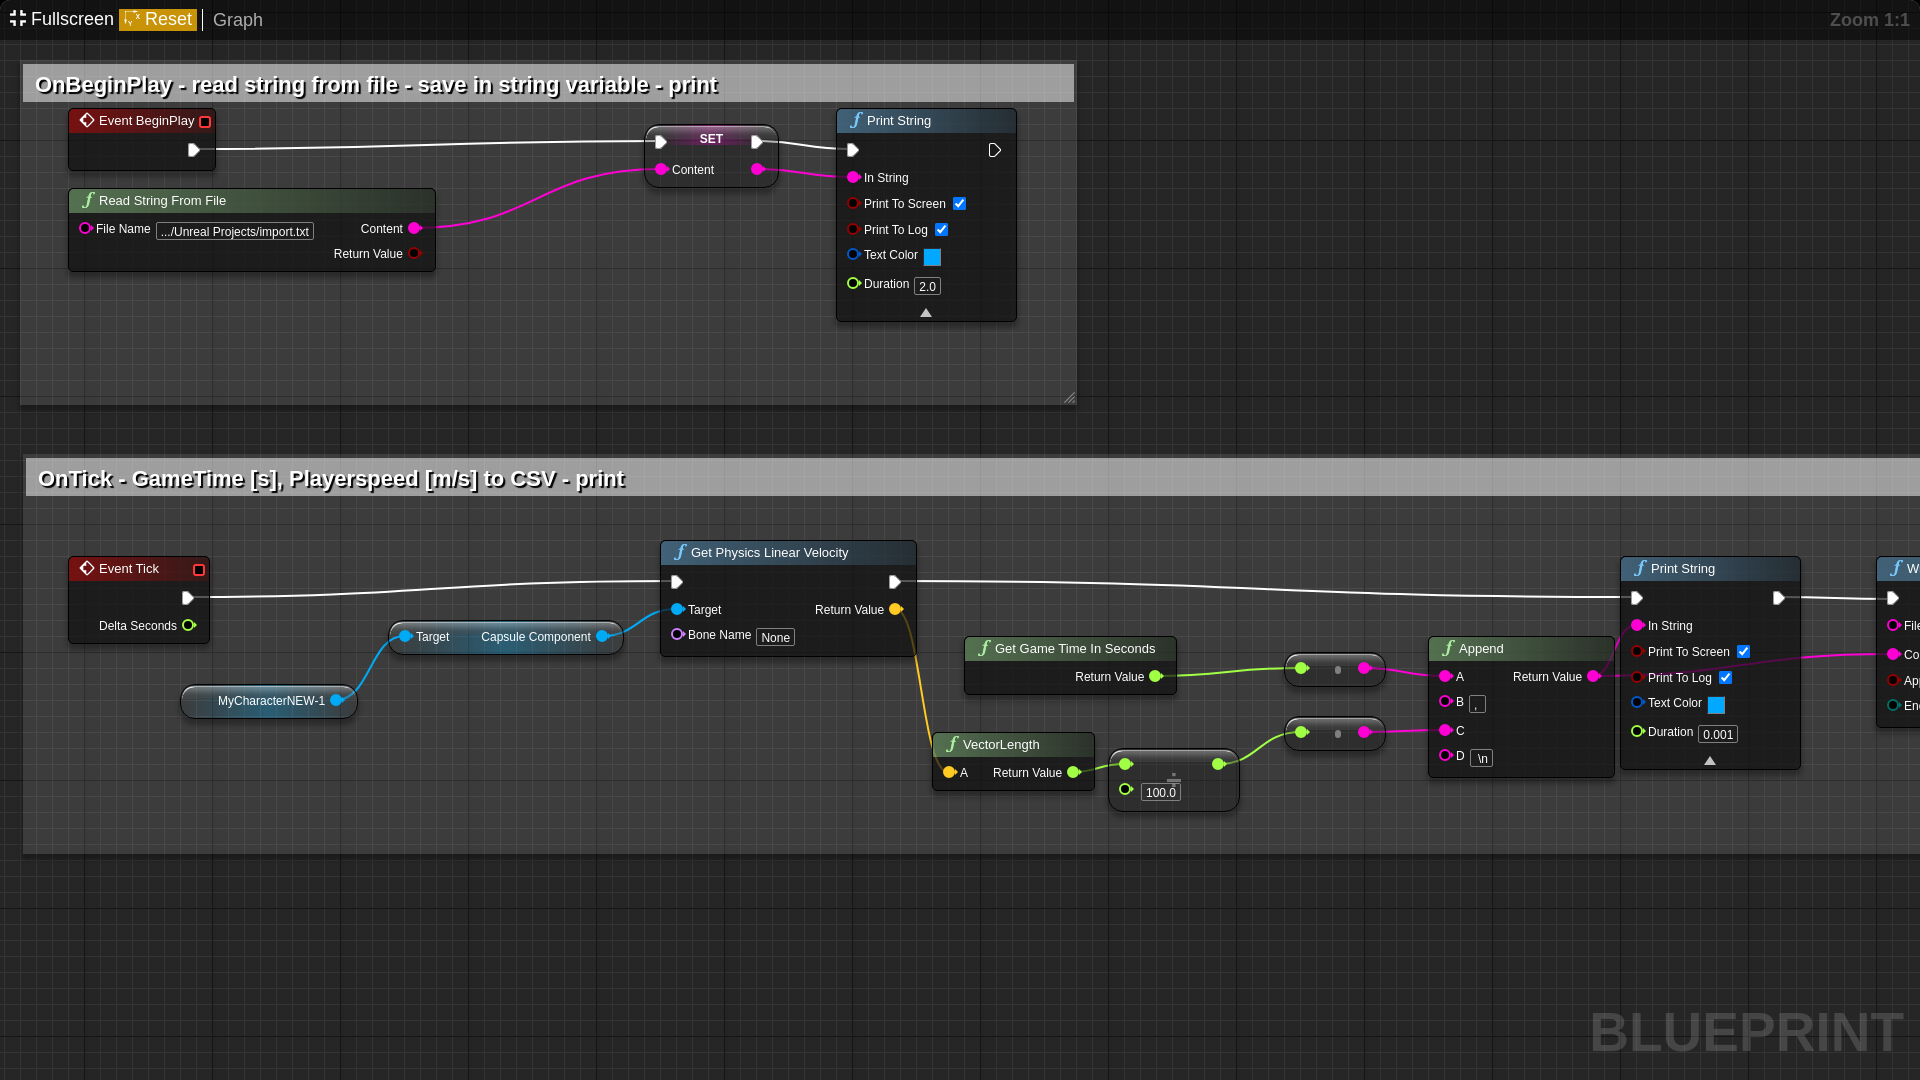 Fullscreen Reset Graph Zoom 1:1
OnBeginPlay - read string from file - save in string variable - print
Event BeginPlay
SET
Content
Print String
In String
Print To Screen
Print To Log
Text Color
Duration 2.0
Read String From File
File Name .../Unreal Projects/import.txt Content
Return Value
OnTick - GameTime [s], Playerspeed [m/s] to CSV - print
Event Tick
Delta Seconds
MyCharacterNEW-1
Target Capsule Component
Get Physics Linear Velocity
Target Return Value
Bone Name None
Get Game Time In Seconds
Return Value
VectorLength
A Return Value
÷
100.0
Append
A Return Value
B ,
C
D \n
Print String
In String
Print To Screen
Print To Log
Text Color
Duration 0.001
W
File
Co
App
Enc
BLUEPRINT